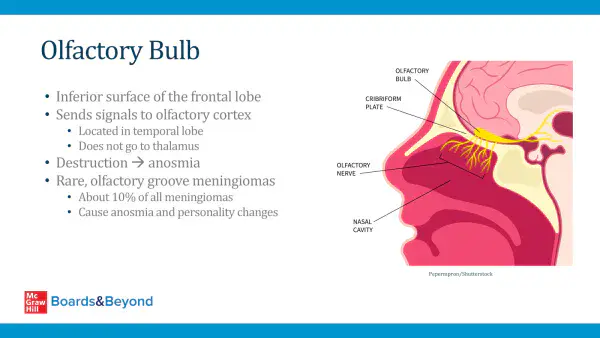 Olfactory Bulb
• Inferior surface of the frontal lobe
• Sends signals to olfactory cortex
• Located in temporal lobe
• Does not go to thalamus
• Destruction → anosmia
• Rare, olfactory groove meningiomas
• About 10% of all meningiomas
• Cause anosmia and personality changes
OLFACTORY
BULB
CRIBRIFORM
PLATE
OLFACTORY
NERVE
NASAL
CAVITY
Pepermpron/Shutterstock
Mc
Graw
Hill
Boards&Beyond